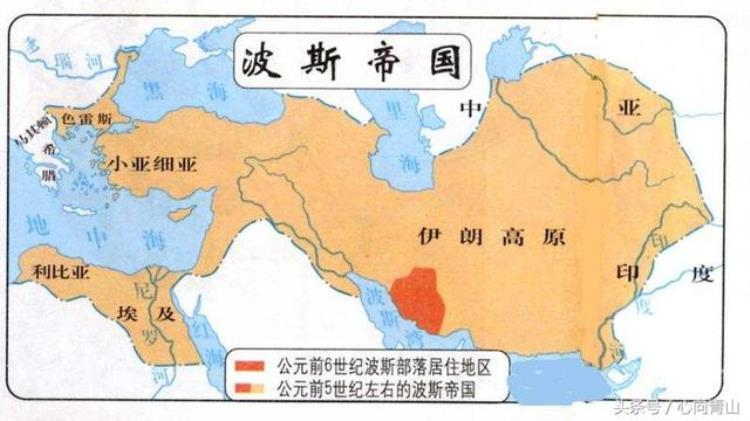 波斯帝国
多瑙河
黑海
里海
中亚
马其顿
色雷斯
希腊
小亚细亚
地中海
伊朗高原
利比亚
埃及
尼罗河
红海
波斯湾
印度
印度河
公元前6世纪波斯部落居住地区
公元前5世纪左右的波斯帝国
头条号/心向青山